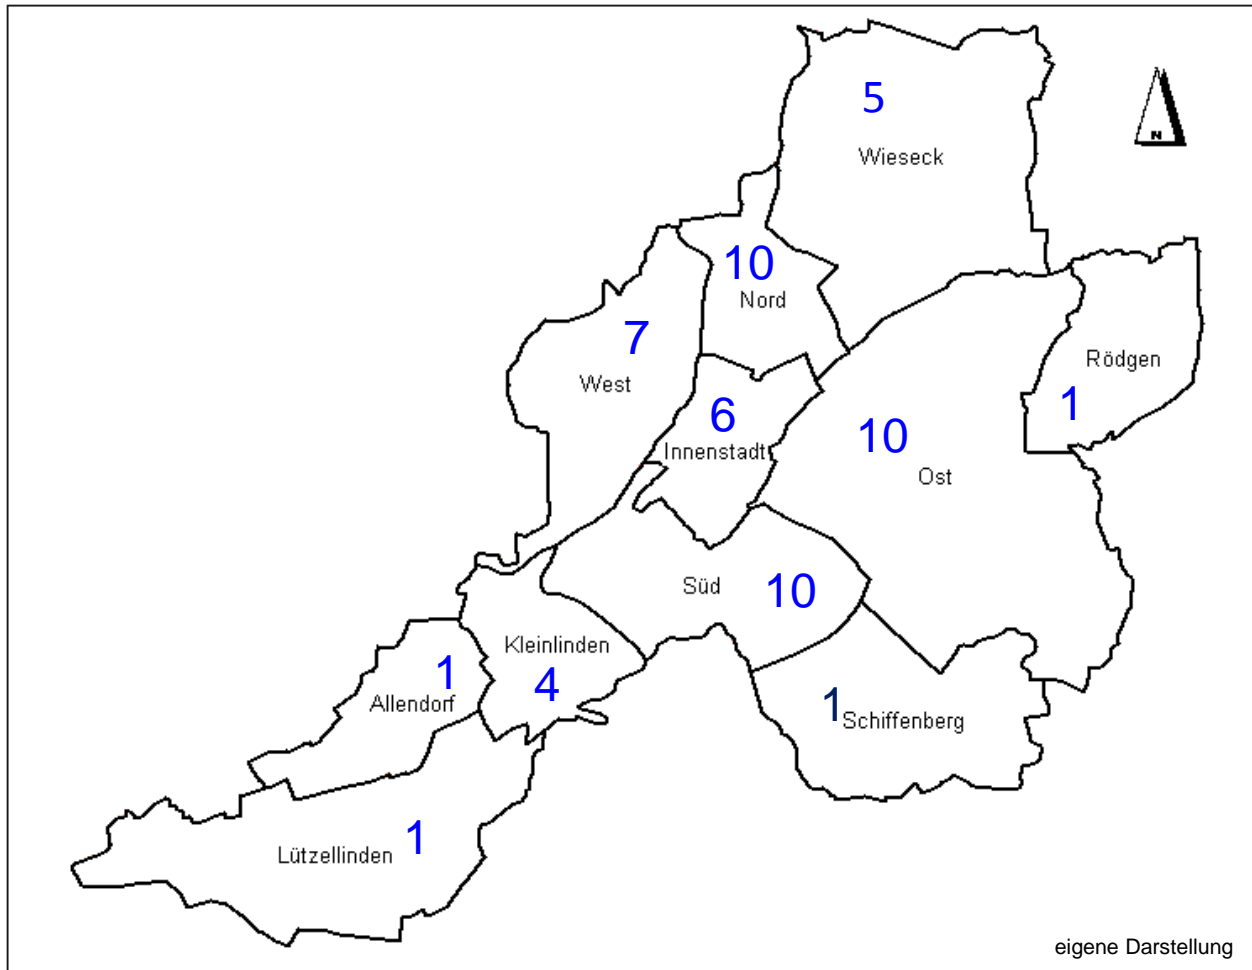 5
Wieseck
N
10
Nord
7
West
Rödgen
1
6
Innenstadt
10
Ost
Süd
10
Kleinlinden
4
1
Allendorf
1
Schiffenberg
1
Lützellinden
eigene Darstellung